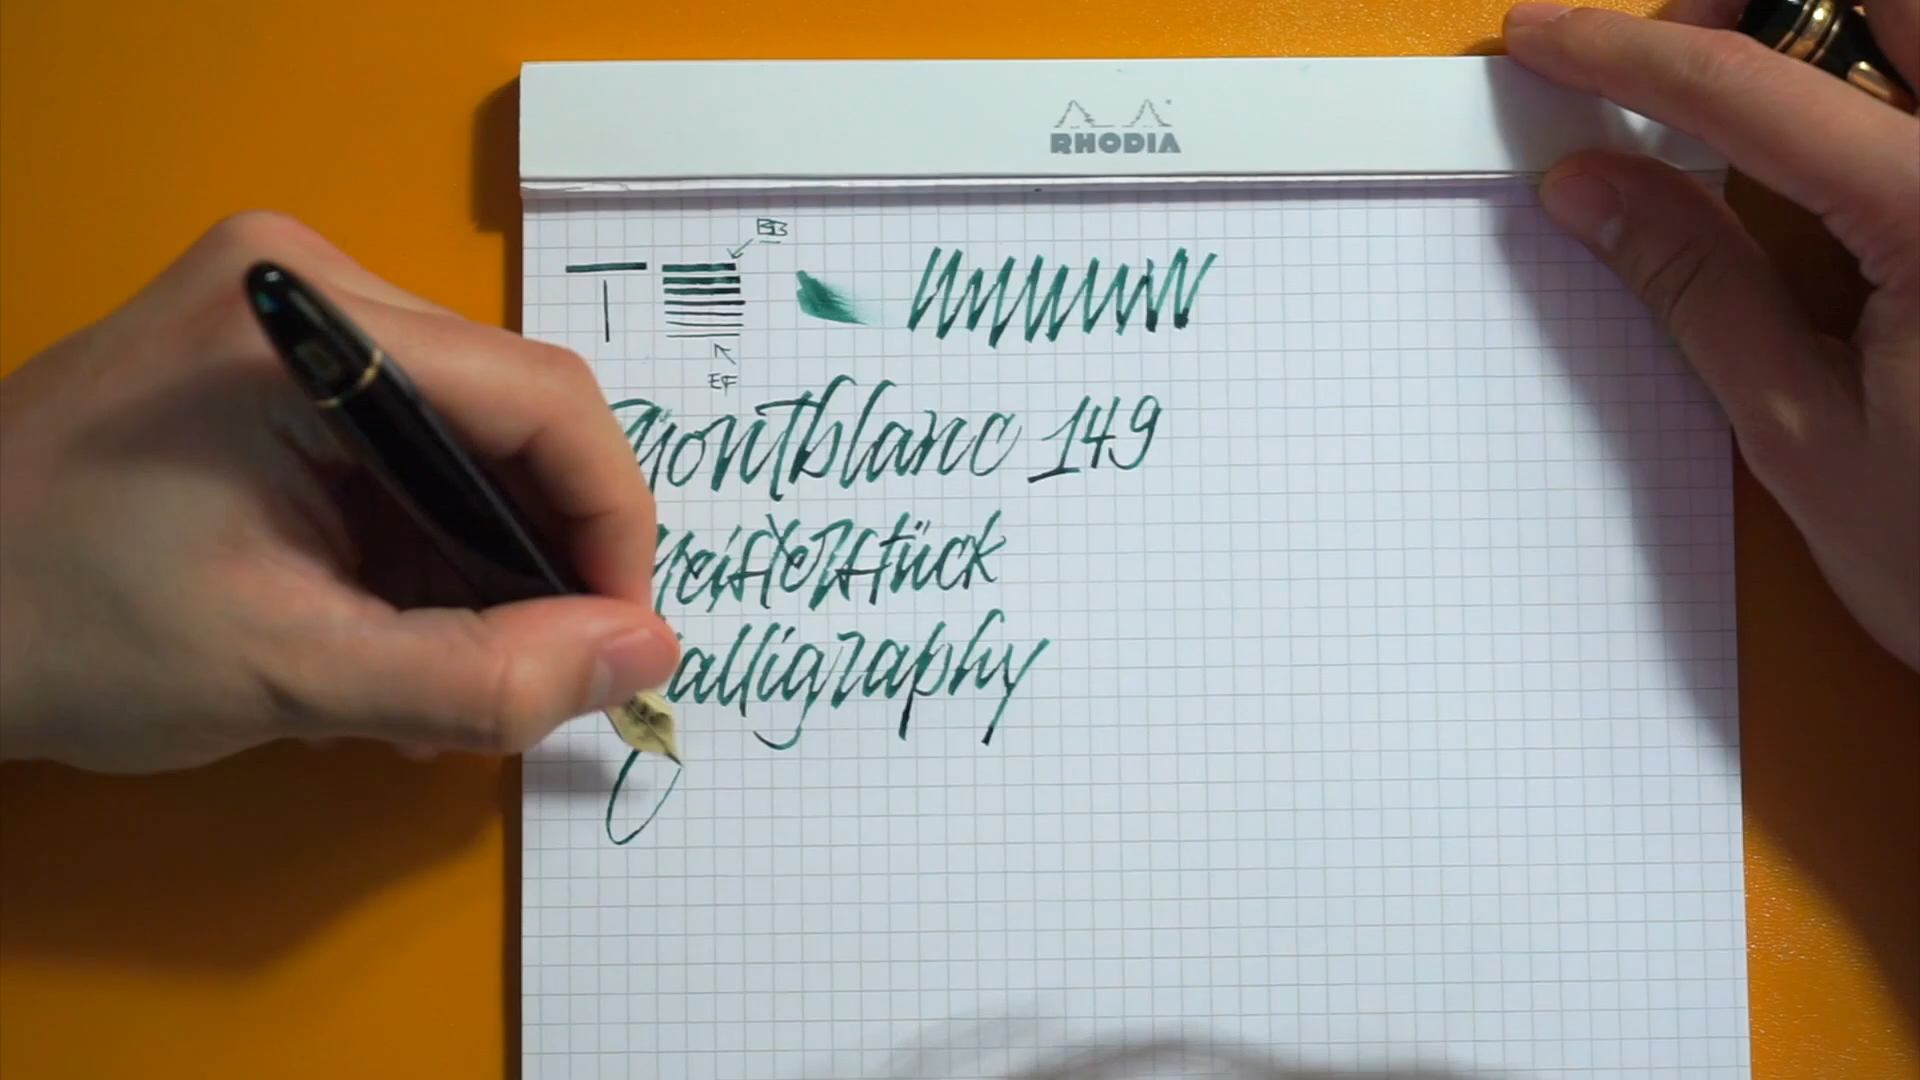 RHODIA
BB
EF
Montblanc 149
Meisterstück
Calligraphy